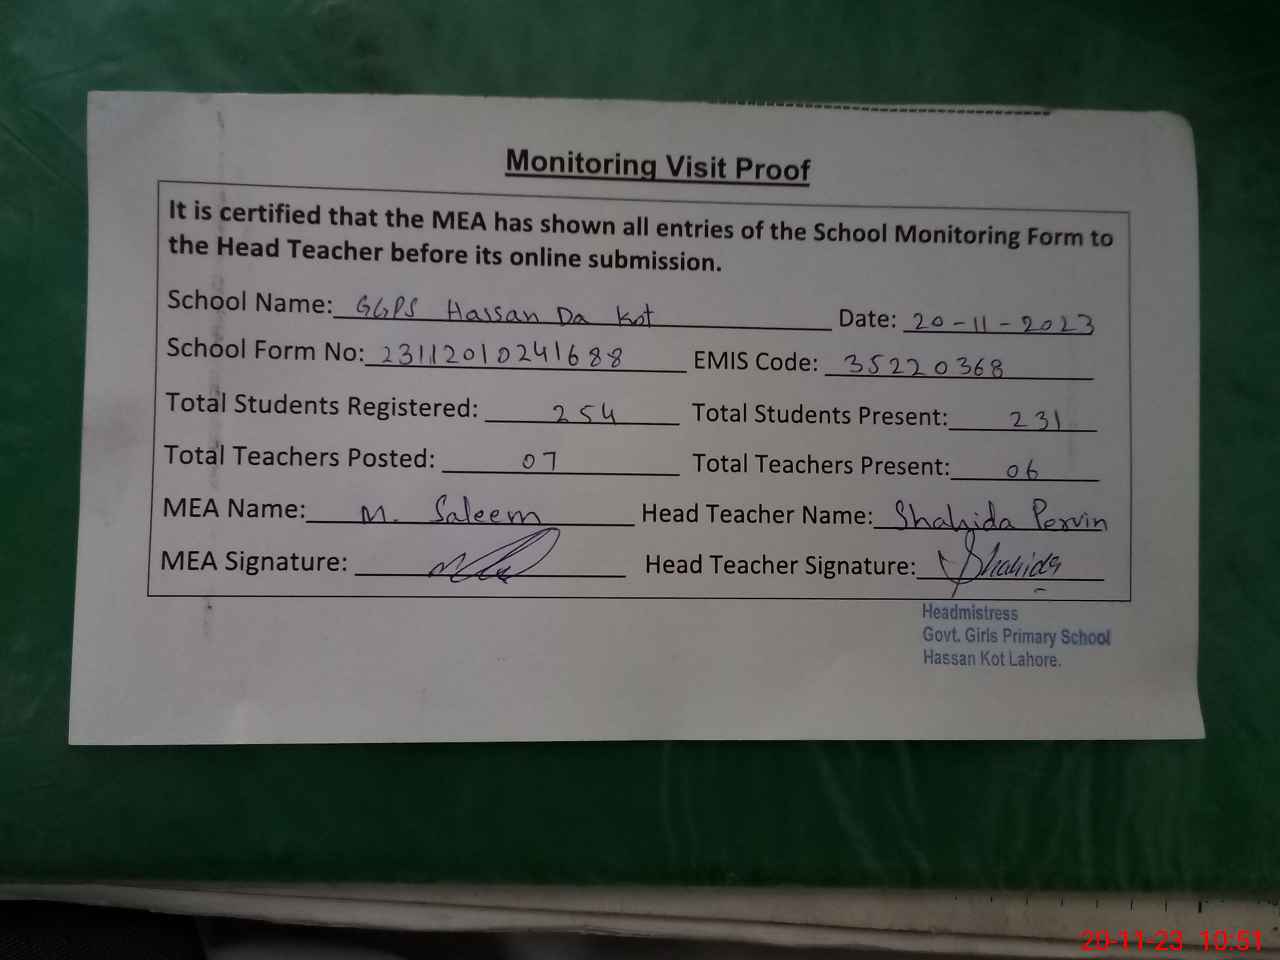 Monitoring Visit Proof
It is certified that the MEA has shown all entries of the School Monitoring Form to
the Head Teacher before its online submission.
School Name: GGPS Hassan Da Kot Date: 20-11-2023
School Form No: 23112010241688 EMIS Code: 35220368
Total Students Registered: 254 Total Students Present: 231
Total Teachers Posted: 07 Total Teachers Present: 06
MEA Name: M. Saleem Head Teacher Name: Shahida Pervin
MEA Signature: Head Teacher Signature: Shahida
Headmistress
Govt. Girls Primary School
Hassan Kot Lahore.
20-11-23 10:51